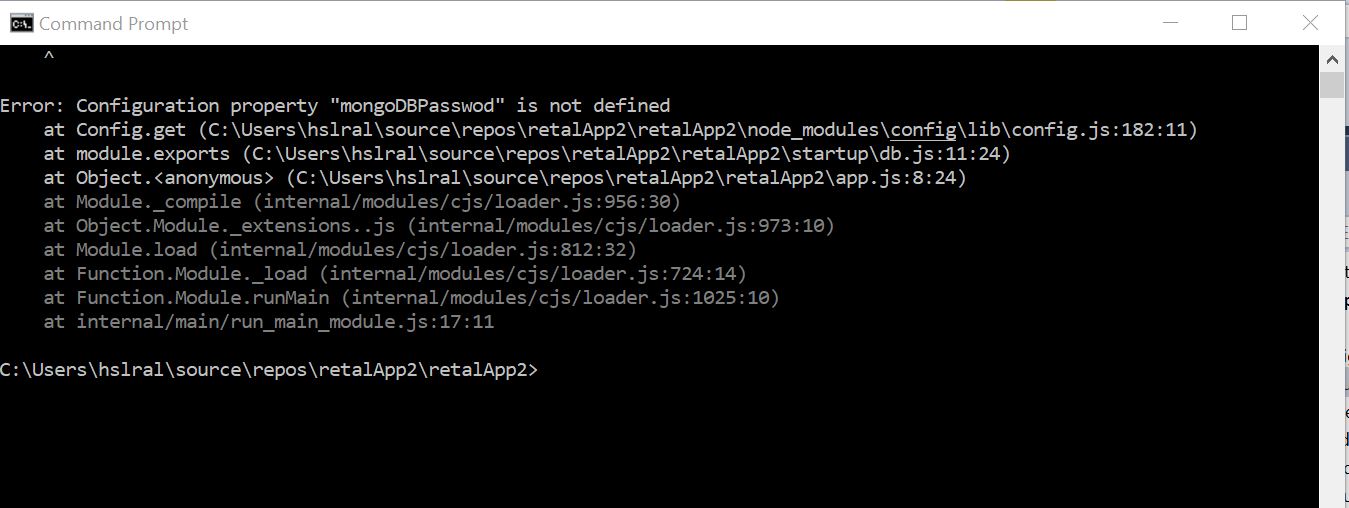 Command Prompt
^
Error: Configuration property "mongoDBPasswod" is not defined
at Config.get (C:\Users\hslral\source\repos\retalApp2\retalApp2\node_modules\config\lib\config.js:182:11)
at module.exports (C:\Users\hslral\source\repos\retalApp2\retalApp2\startup\db.js:11:24)
at Object.<anonymous> (C:\Users\hslral\source\repos\retalApp2\retalApp2\app.js:8:24)
at Module._compile (internal/modules/cjs/loader.js:956:30)
at Object.Module._extensions..js (internal/modules/cjs/loader.js:973:10)
at Module.load (internal/modules/cjs/loader.js:812:32)
at Function.Module._load (internal/modules/cjs/loader.js:724:14)
at Function.Module.runMain (internal/modules/cjs/loader.js:1025:10)
at internal/main/run_main_module.js:17:11
C:\Users\hslral\source\repos\retalApp2\retalApp2>